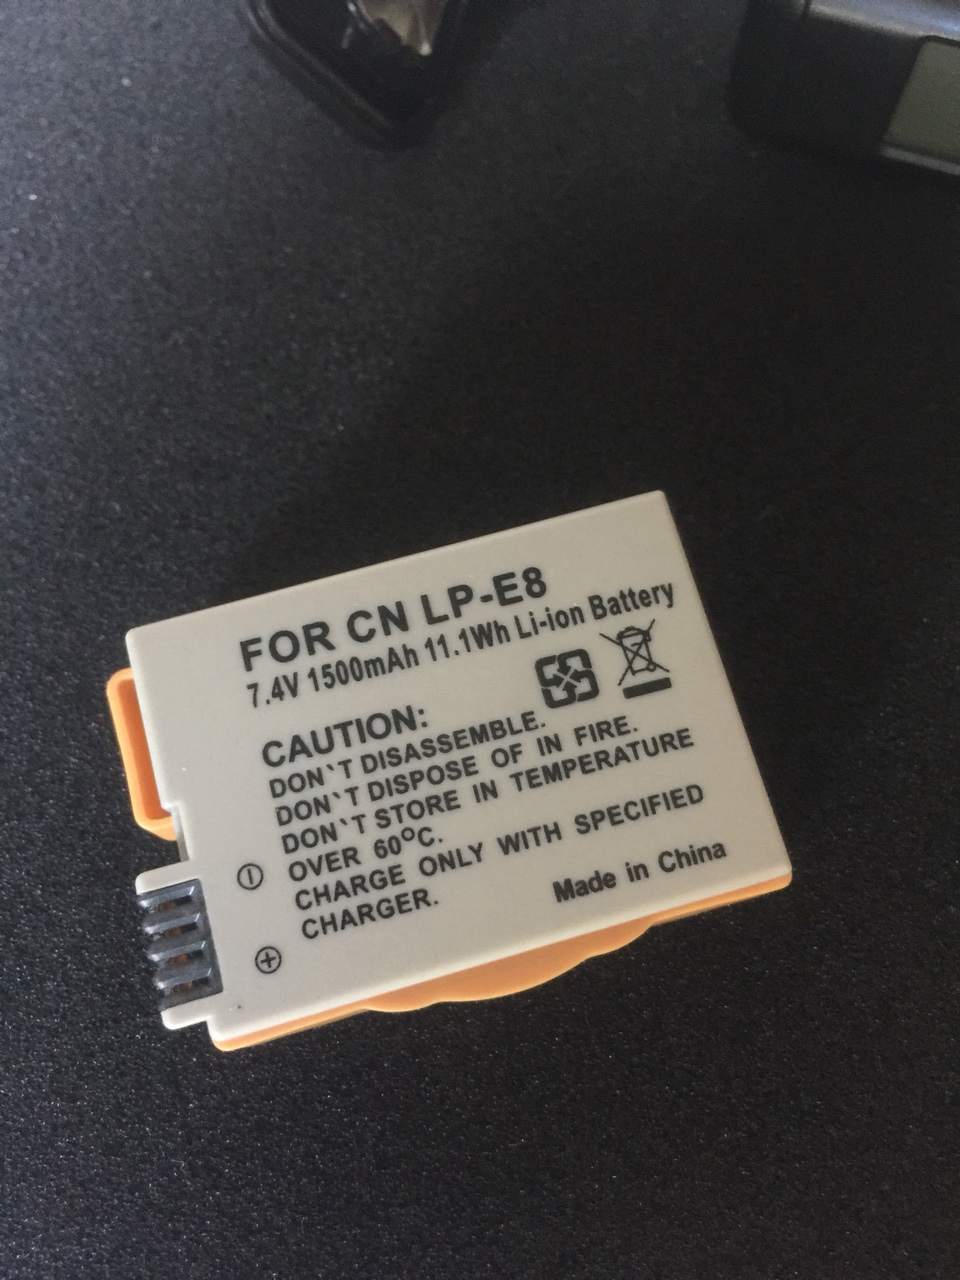 FOR CN LP-E8
7.4V 1500mAh 11.1Wh Li-ion Battery
CAUTION:
DON`T DISASSEMBLE.
DON`T DISPOSE OF IN FIRE.
DON`T STORE IN TEMPERATURE
OVER 60°C.
CHARGE ONLY WITH SPECIFIED
CHARGER.
Made in China